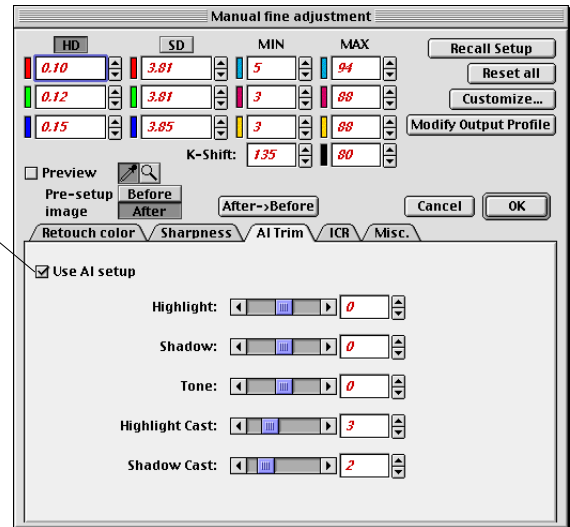 Manual fine adjustment
HD SD MIN MAX Recall Setup
0.10 3.81 5 94 Reset all
0.12 3.81 3 88 Customize...
0.15 3.85 3 88 Modify Output Profile
K-Shift: 135 80
Preview
Pre-setup image Before After After->Before Cancel OK
Retouch color Sharpness AI Trim ICR Misc.
Use AI setup
Highlight: 0
Shadow: 0
Tone: 0
Highlight Cast: 3
Shadow Cast: 2